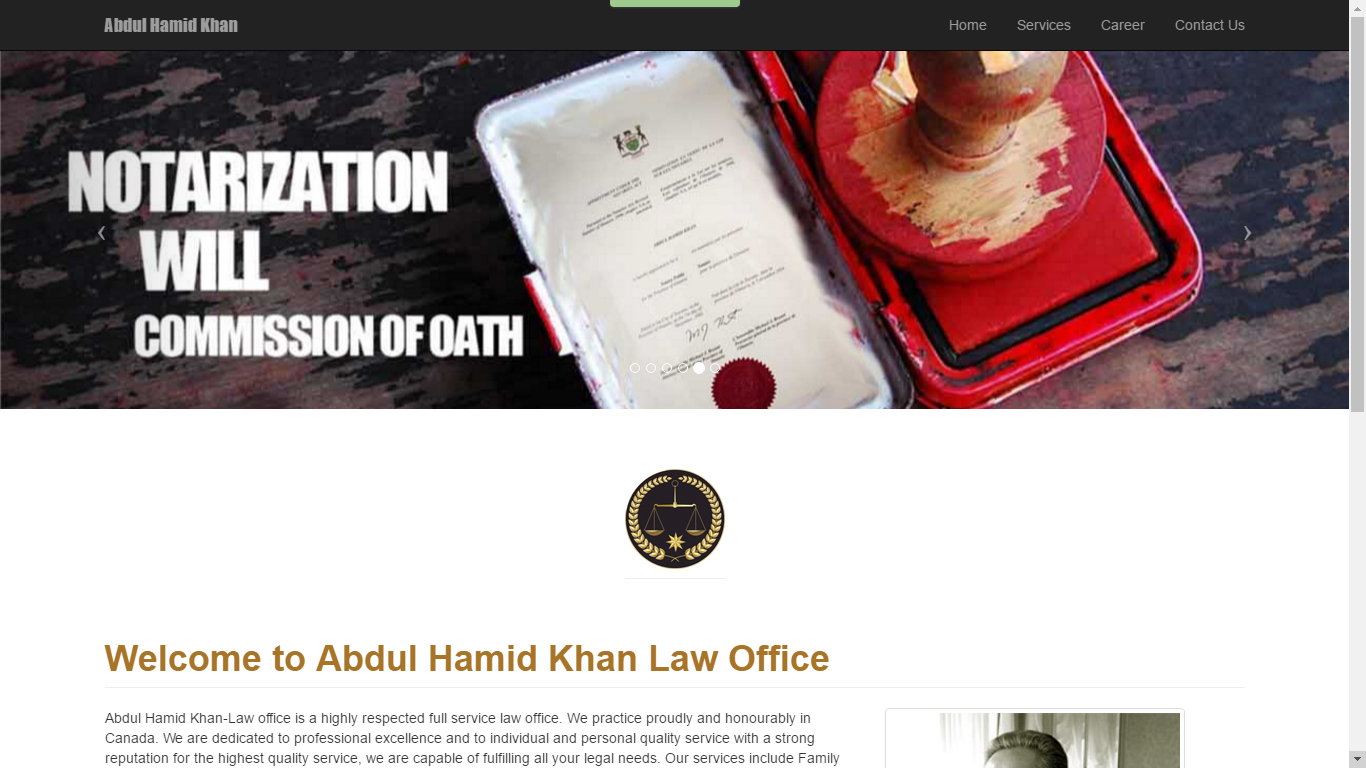 Abdul Hamid Khan
Home
Services
Career
Contact Us
NOTARIZATION
WILL
COMMISSION OF OATH
ABDUL HAMID KHAN
Welcome to Abdul Hamid Khan Law Office
Abdul Hamid Khan-Law office is a highly respected full service law office. We practice proudly and honourably in
Canada. We are dedicated to professional excellence and to individual and personal quality service with a strong
reputation for the highest quality service, we are capable of fulfilling all your legal needs. Our services include Family